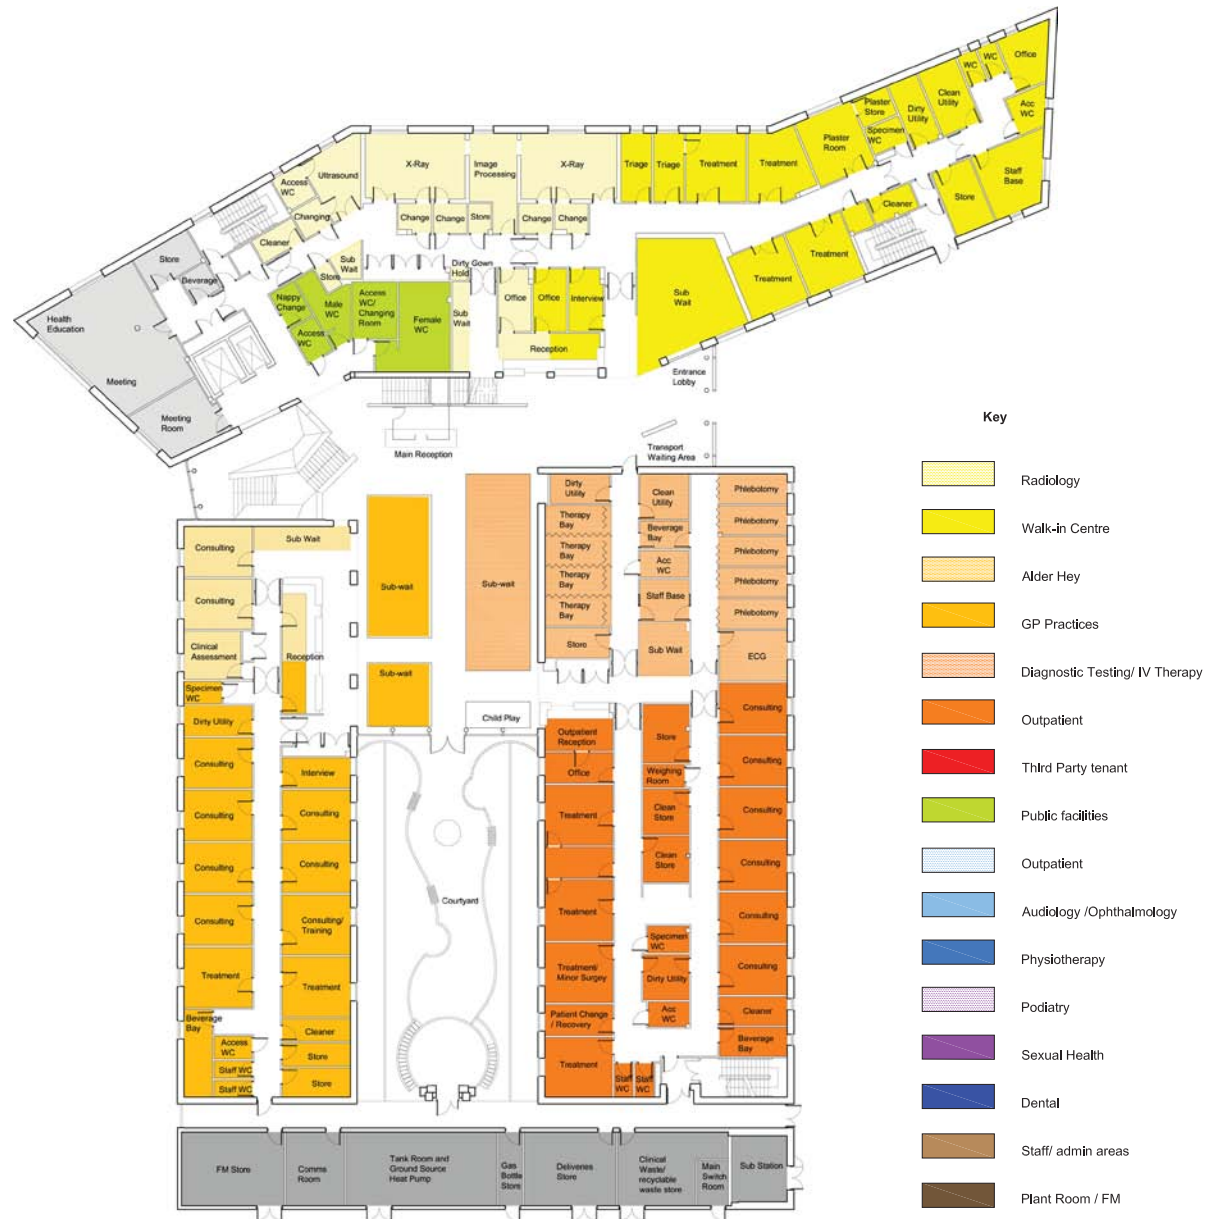 WC
WC
Office
Clean
Utility
Dirty
Utility
Plaster
Store
Specimen
WC
Plaster
Room
Acc
WC
Staff
Base
Store
Cleaner
Treatment
Treatment
Triage
Triage
Treatment
Treatment
X-Ray
Image
Processing
X-Ray
Ultrasound
Access
WC
Changing
Change
Change
Store
Change
Change
Cleaner
Store
Beverage
Sub
Wait
Store
Dirty Gown
Hold
Nappy
Change
Male
WC
Access
WC/
Changing
Room
Female
WC
Access
WC
Sub
Wait
Office
Office
Interview
Reception
Sub
Wait
Health
Education
Meeting
Meeting
Room
Entrance
Lobby
Main Reception
Transport
Waiting Area
Consulting
Sub Wait
Consulting
Clinical
Assessment
Reception
Specimen
WC
Dirty Utility
Consulting
Consulting
Consulting
Consulting
Treatment
Beverage
Bay
Access
WC
Staff WC
Staff WC
Interview
Consulting
Consulting
Consulting/
Training
Treatment
Cleaner
Store
Store
Sub-wait
Sub-wait
Sub-wait
Child Play
Courtyard
Dirty
Utility
Therapy
Bay
Therapy
Bay
Therapy
Bay
Therapy
Bay
Store
Clean
Utility
Beverage
Bay
Acc
WC
Staff Base
Sub Wait
Phlebotomy
Phlebotomy
Phlebotomy
Phlebotomy
Phlebotomy
ECG
Outpatient
Reception
Office
Treatment
Treatment
Treatment/
Minor Surgey
Patient Change
/ Recovery
Treatment
Staff
WC
Staff
WC
Store
Weighing
Room
Clean
Store
Clean
Store
Specimen
WC
Dirty Utility
Acc
WC
Consulting
Consulting
Consulting
Consulting
Consulting
Consulting
Cleaner
Beverage
Bay
FM Store
Comms
Room
Tank Room and
Ground Source
Heat Pump
Gas
Bottle
Store
Deliveries
Store
Clinical
Waste/
recyclable
waste store
Main
Switch
Room
Sub Station
Key
Radiology
Walk-in Centre
Alder Hey
GP Practices
Diagnostic Testing/ IV Therapy
Outpatient
Third Party tenant
Public facilities
Outpatient
Audiology /Ophthalmology
Physiotherapy
Podiatry
Sexual Health
Dental
Staff/ admin areas
Plant Room / FM